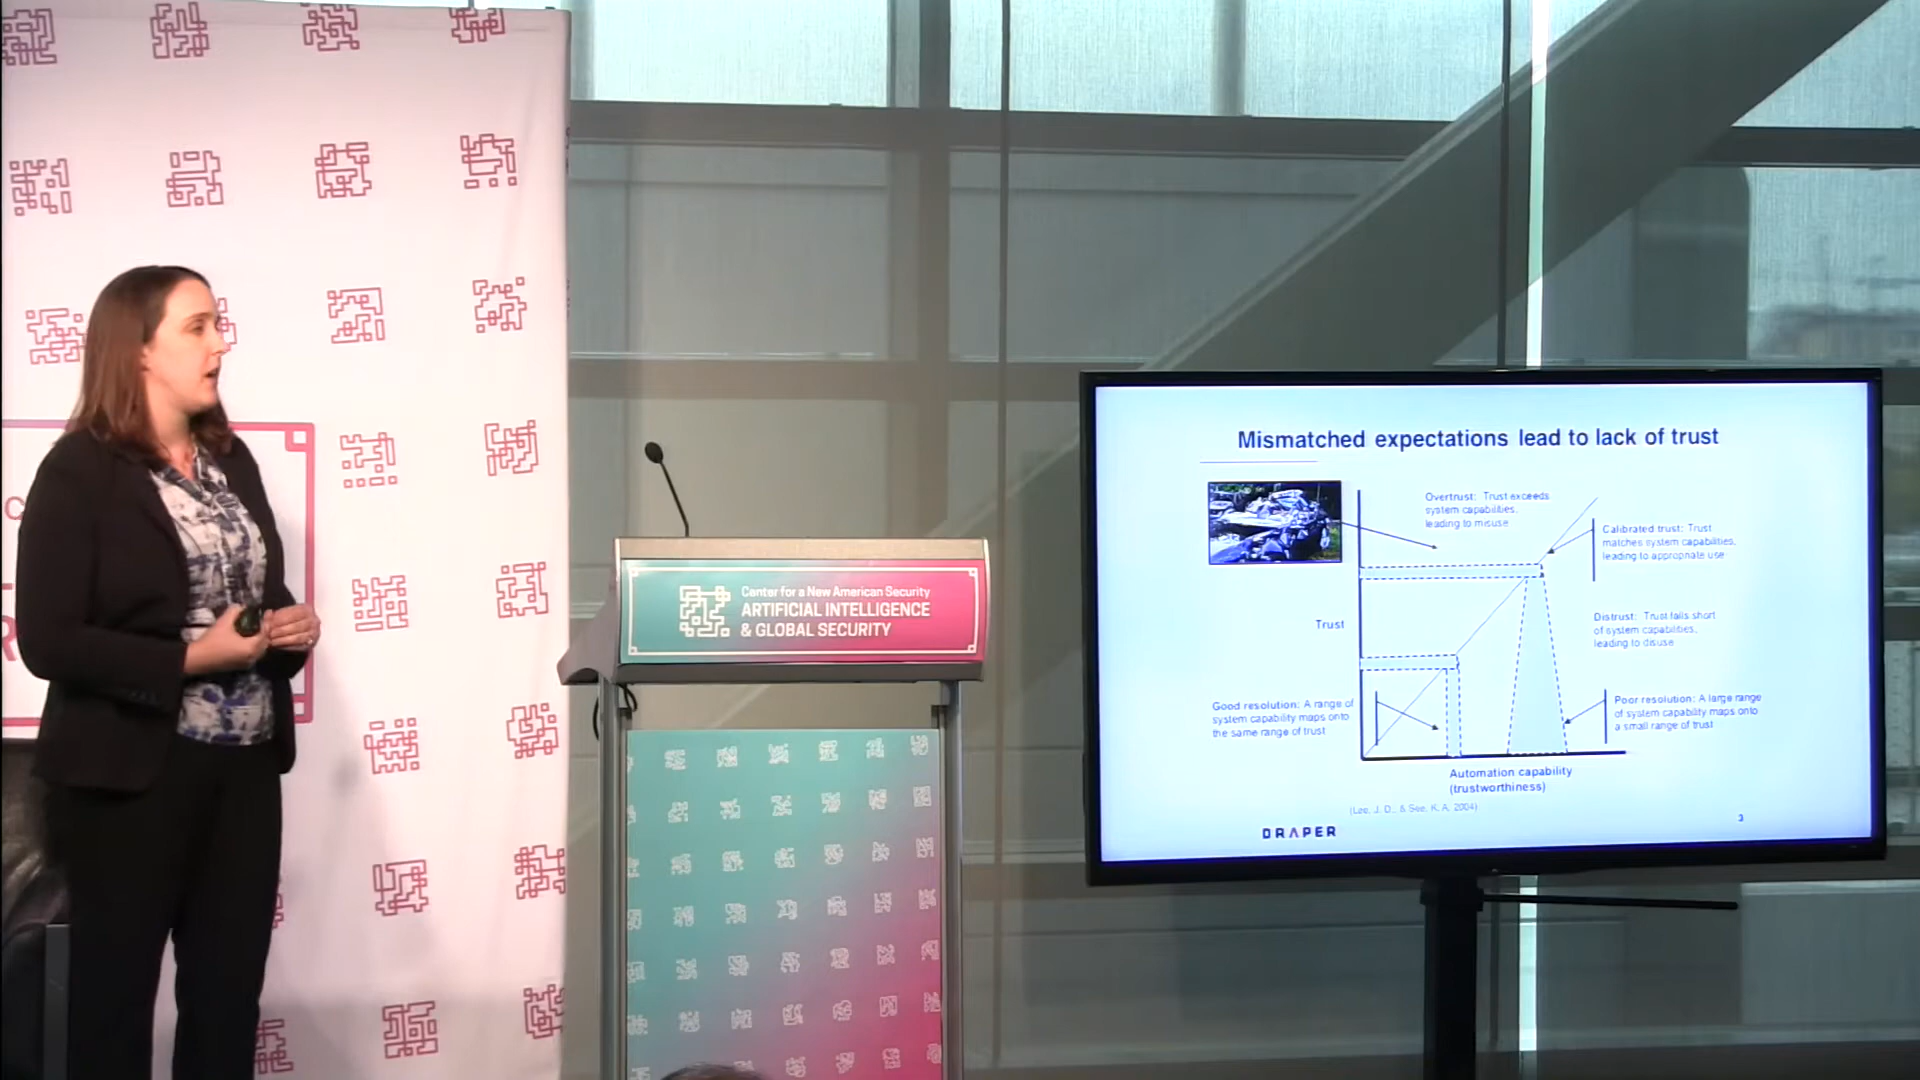 Center for a New American Security
ARTIFICIAL INTELLIGENCE
& GLOBAL SECURITY
Mismatched expectations lead to lack of trust
Overtrust: Trust exceeds
system capabilities,
leading to misuse
Calibrated trust: Trust
matches system capabilities,
leading to appropriate use
Trust
Distrust: Trust falls short
of system capabilities,
leading to disuse
Good resolution: A range of
system capability maps onto
the same range of trust
Poor resolution: A large range
of system capability maps onto
a small range of trust
Automation capability
(trustworthiness)
(Lee, J. D., & See, K. A. 2004)
DRAPER
3